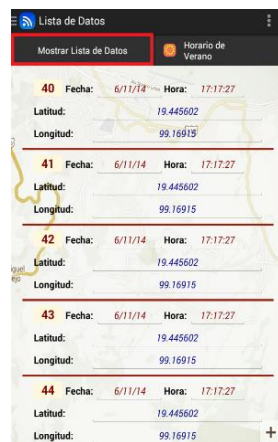 Lista de Datos
Mostrar Lista de Datos
Horario de
Verano
40 Fecha: 6/11/14 Hora: 17:17:27
Latitud: 19.445602
Longitud: 99.16915
41 Fecha: 6/11/14 Hora: 17:17:27
Latitud: 19.445602
Longitud: 99.16915
42 Fecha: 6/11/14 Hora: 17:17:27
Latitud: 19.445602
Longitud: 99.16915
43 Fecha: 6/11/14 Hora: 17:17:27
Latitud: 19.445602
Longitud: 99.16915
44 Fecha: 6/11/14 Hora: 17:17:27
Latitud: 19.445602
Longitud: 99.16915
+